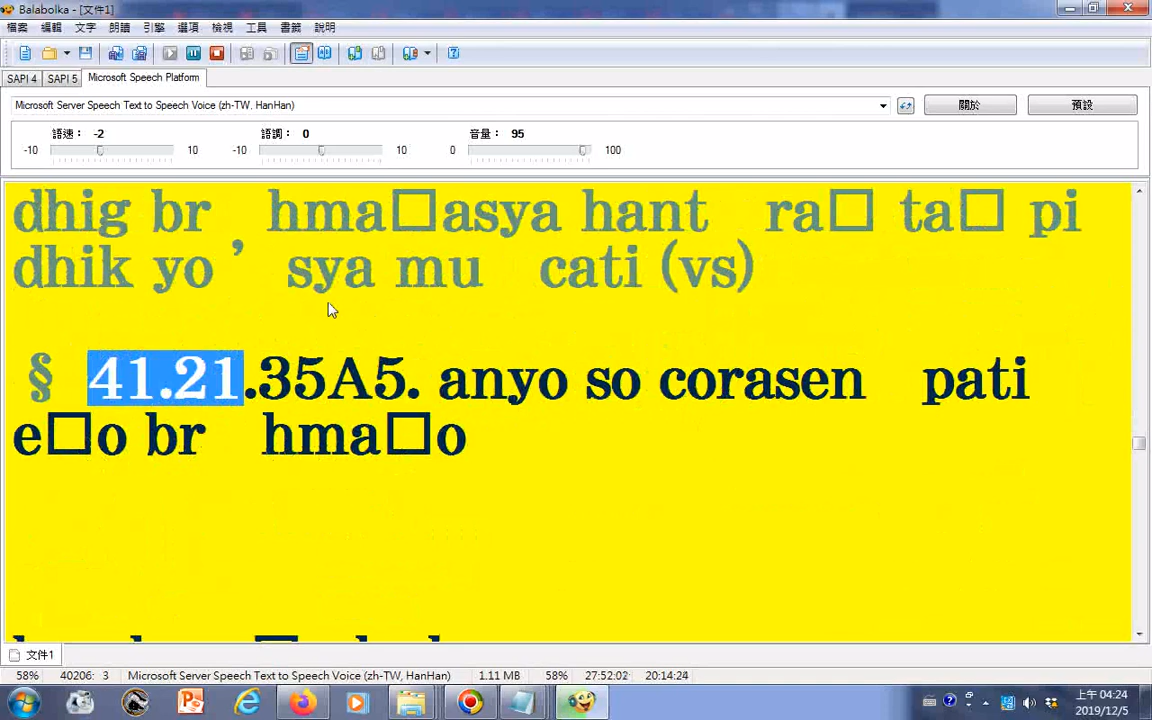 Balabolka - [文件1]
檔案 編輯 文字 朗讀 引擎 選項 檢視 工具 書籤 說明
SAPI 4 SAPI 5 Microsoft Speech Platform
Microsoft Server Speech Text to Speech Voice (zh-TW, HanHan) 關於 預設
語速： -2 語調： 0 音量： 95
-10 10 -10 10 0 100
dhig br hma□asya hant ra□ ta□ pi
dhik yo ’ sya mu cati (vs)
§ 41.21.35A5. anyo so corasen pati
e□o br hma□o
文件1
58% 40206: 3 Microsoft Server Speech Text to Speech Voice (zh-TW, HanHan) 1.11 MB 58% 27:52:02 20:14:24
上午 04:24
2019/12/5